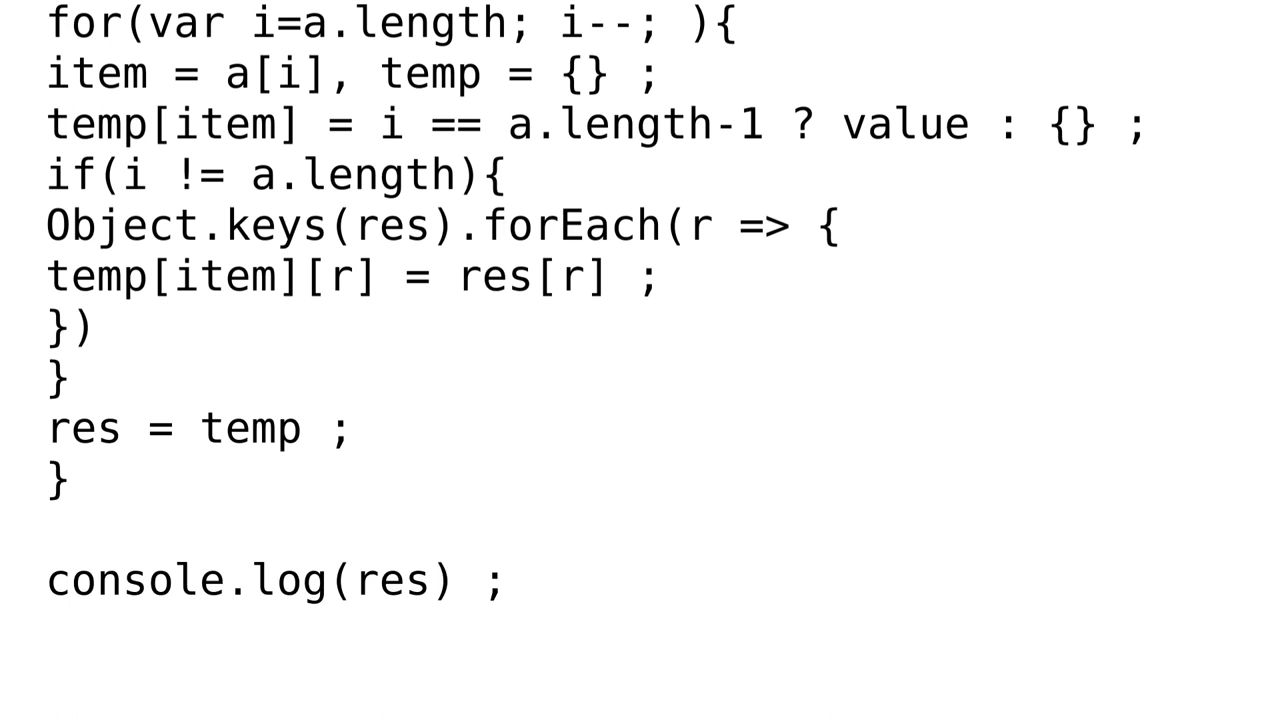 for(var i=a.length; i--; ){
item = a[i], temp = {} ;
temp[item] = i == a.length-1 ? value : {} ;
if(i != a.length){
Object.keys(res).forEach(r => {
temp[item][r] = res[r] ;
})
}
res = temp ;
}
console.log(res) ;